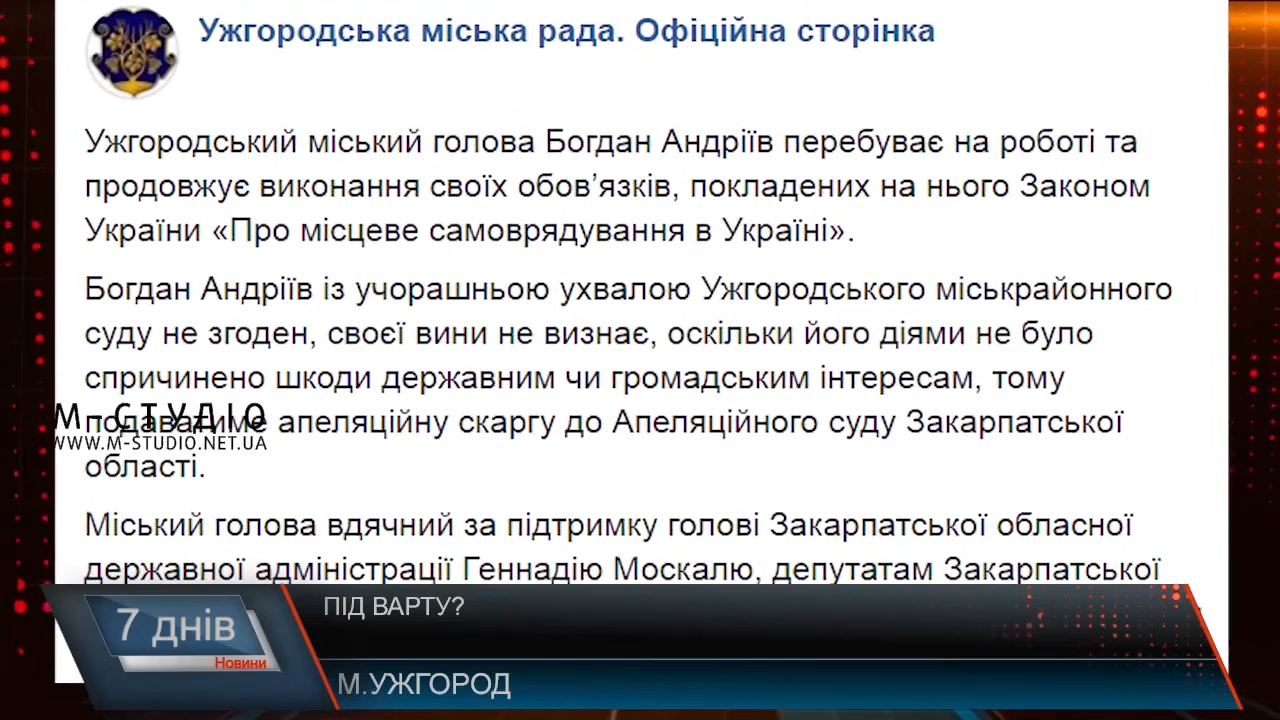 Ужгородська міська рада. Офіційна сторінка
Ужгородський міський голова Богдан Андріїв перебуває на роботі та
продовжує виконання своїх обов’язків, покладених на нього Законом
України «Про місцеве самоврядування в Україні».
Богдан Андріїв із учорашньою ухвалою Ужгородського міськрайонного
суду не згоден, своєї вини не визнає, оскільки його діями не було
спричинено шкоди державним чи громадським інтересам, тому
М-СТУДІО
подаватиме апеляційну скаргу до Апеляційного суду Закарпатської
WWW.M-STUDIO.NET.UA
області.
Міський голова вдячний за підтримку голові Закарпатської обласної
державної адміністрації Геннадію Москалю, депутатам Закарпатської
7 днів
Новини
ПІД ВАРТУ?
М.УЖГОРОД